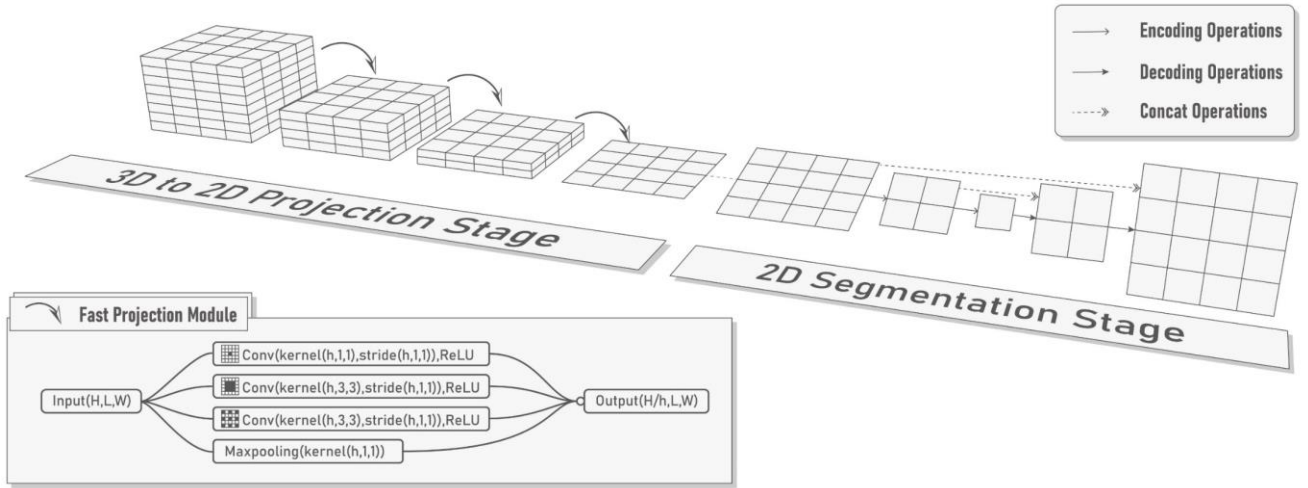 Encoding Operations
Decoding Operations
Concat Operations
3D to 2D Projection Stage
2D Segmentation Stage
Fast Projection Module
Input(H,L,W)
Conv(kernel(h,1,1),stride(h,1,1)),ReLU
Conv(kernel(h,3,3),stride(h,1,1)),ReLU
Conv(kernel(h,3,3),stride(h,1,1)),ReLU
Maxpooling(kernel(h,1,1))
Output(H/h,L,W)